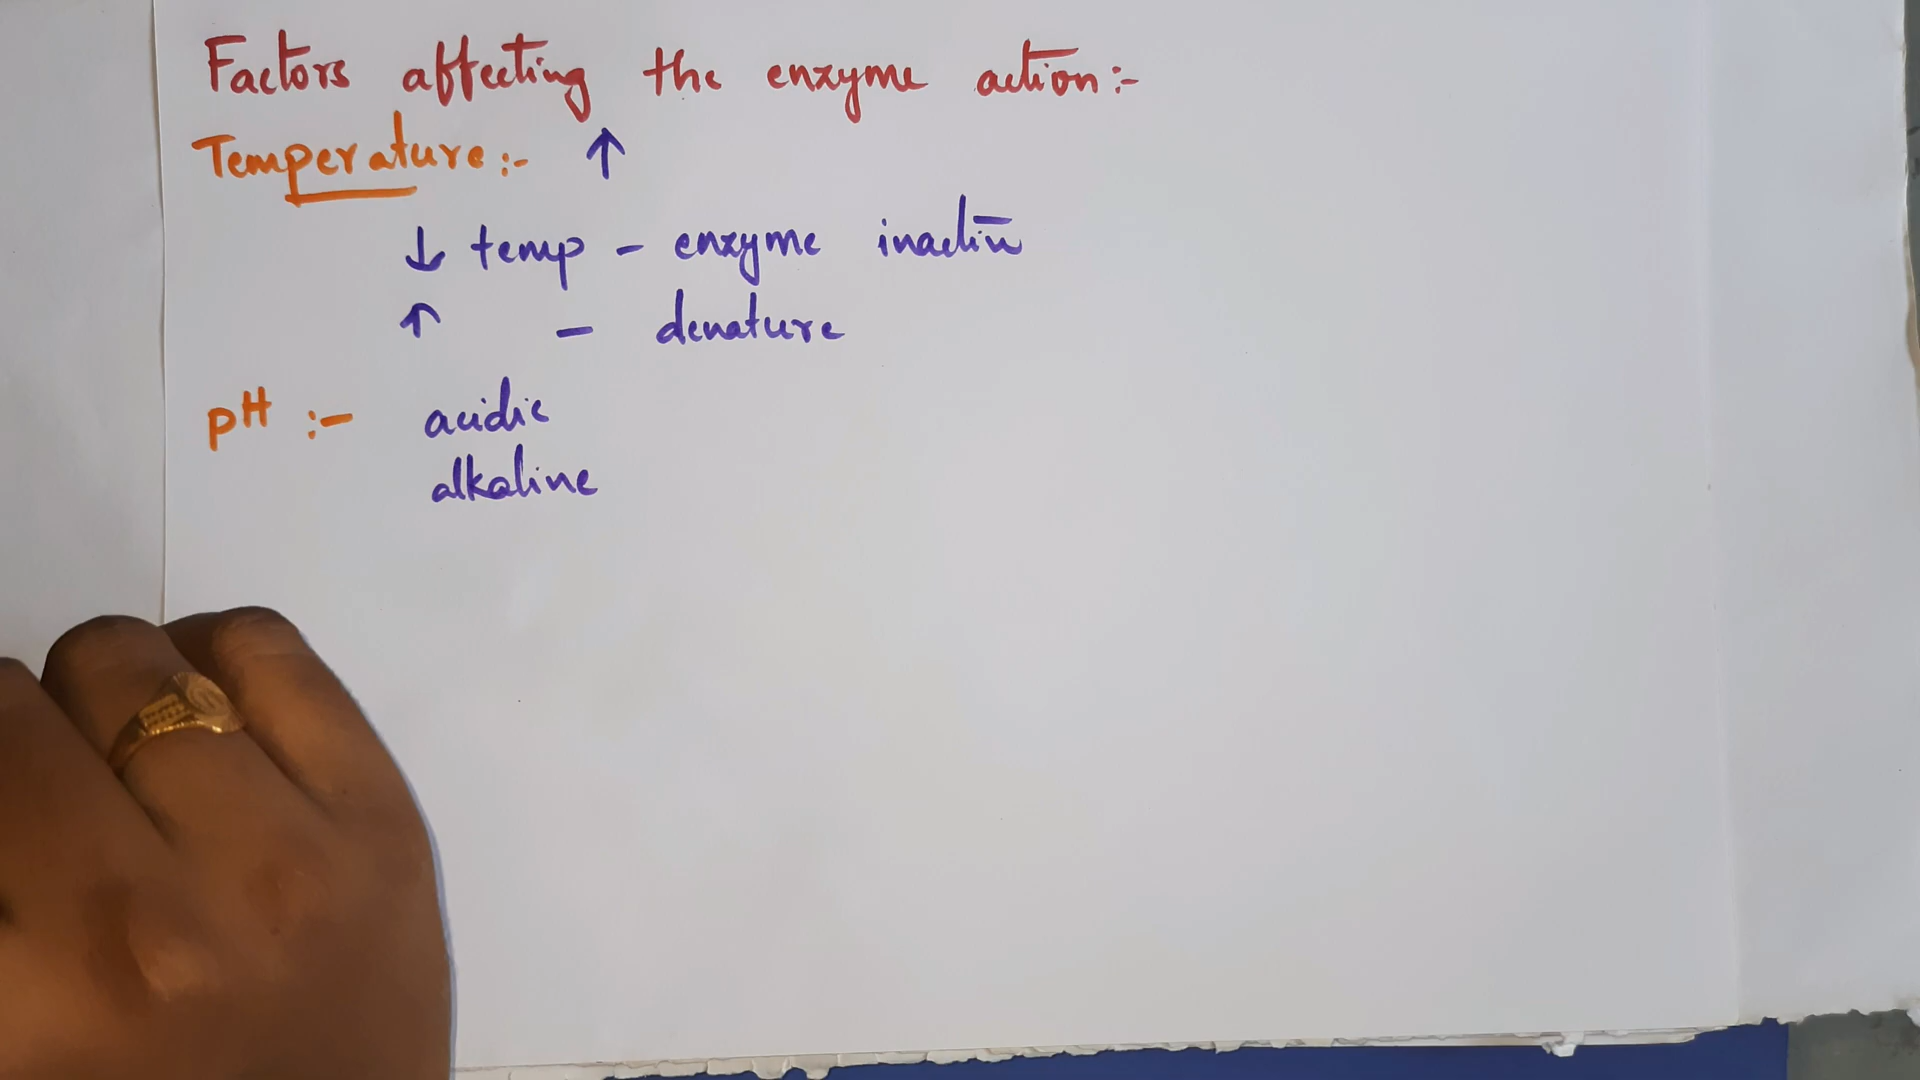 Factors affecting the enzyme action:-
Temperature:- ↑
↓ temp - enzyme inactive
↑ - denature
pH :- acidic
alkaline